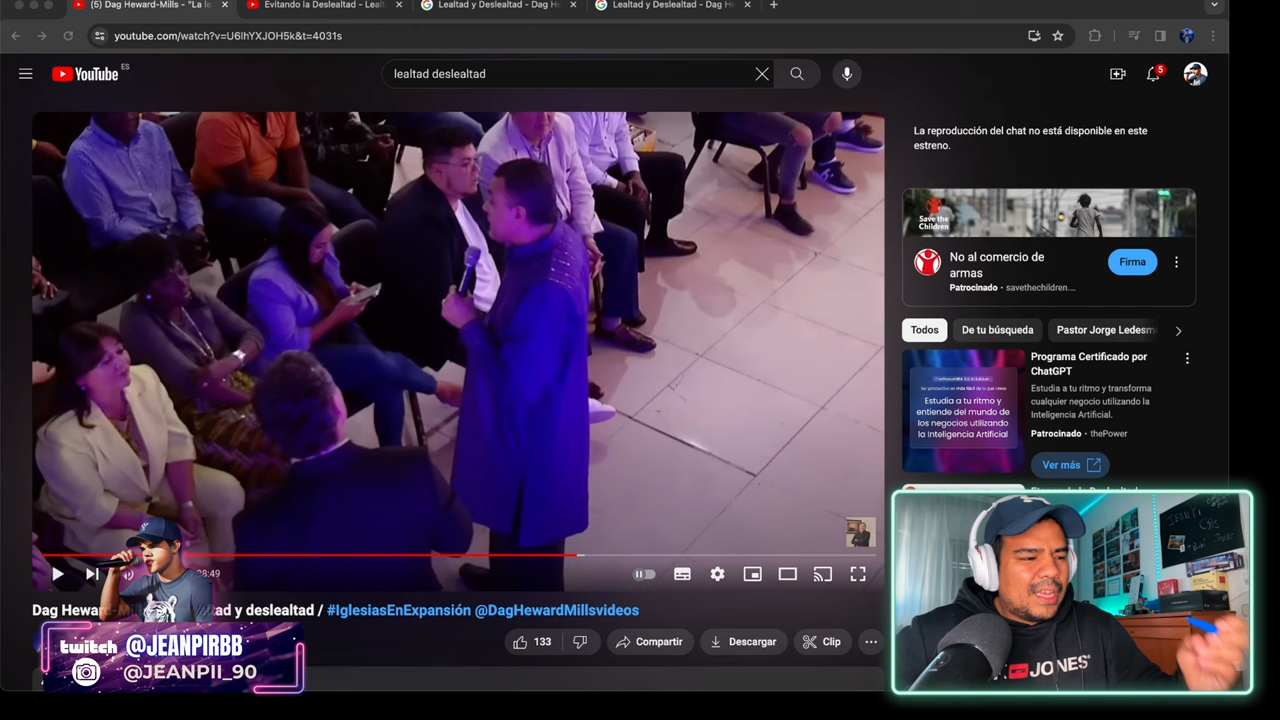 (5) Dag Heward-Mills - "La le
Evitando la Deslealtad - Lealt
Lealtad y Deslealtad - Dag He
Lealtad y Deslealtad - Dag He
youtube.com/watch?v=U6lhYXJOH5k&t=4031s
YouTube ES
lealtad deslealtad
5
La reproducción del chat no está disponible en este
estreno.
Save the
Children
No al comercio de
armas
Patrocinado · savethechildren....
Firma
Todos
De tu búsqueda
Pastor Jorge Ledesm
Programa Certificado por
ChatGPT
Estudia a tu ritmo y transforma
cualquier negocio utilizando la
Inteligencia Artificial.
Patrocinado · thePower
Ver más
Estudia a tu ritmo y
entiende del mundo de
los negocios utilizando
la Inteligencia Artificial
28:49
Dag Heward-Mil
tad y deslealtad / #IglesiasEnExpansión @DagHewardMillsvideos
133
Compartir
Descargar
Clip
twitch @JEANPIRBB
@JEANPII_90
JONES